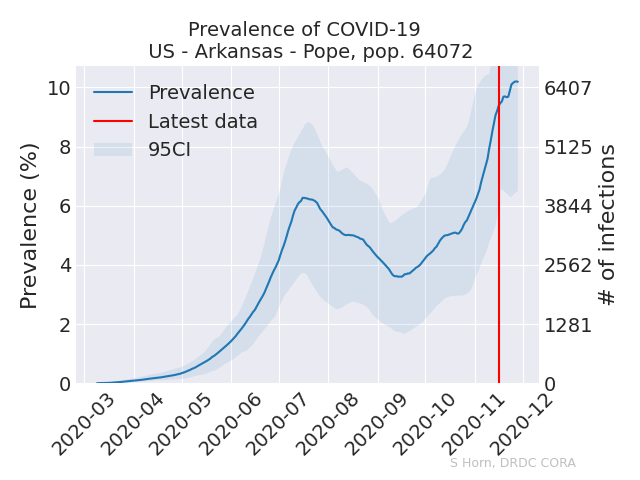 Prevalence of COVID-19
US - Arkansas - Pope, pop. 64072
Prevalence
Latest data
95CI
Prevalence (%)
10
8
6
4
2
0
6407
5125
3844
2562
1281
0
# of infections
2020-03
2020-04
2020-05
2020-06
2020-07
2020-08
2020-09
2020-10
2020-11
2020-12
S Horn, DRDC CORA